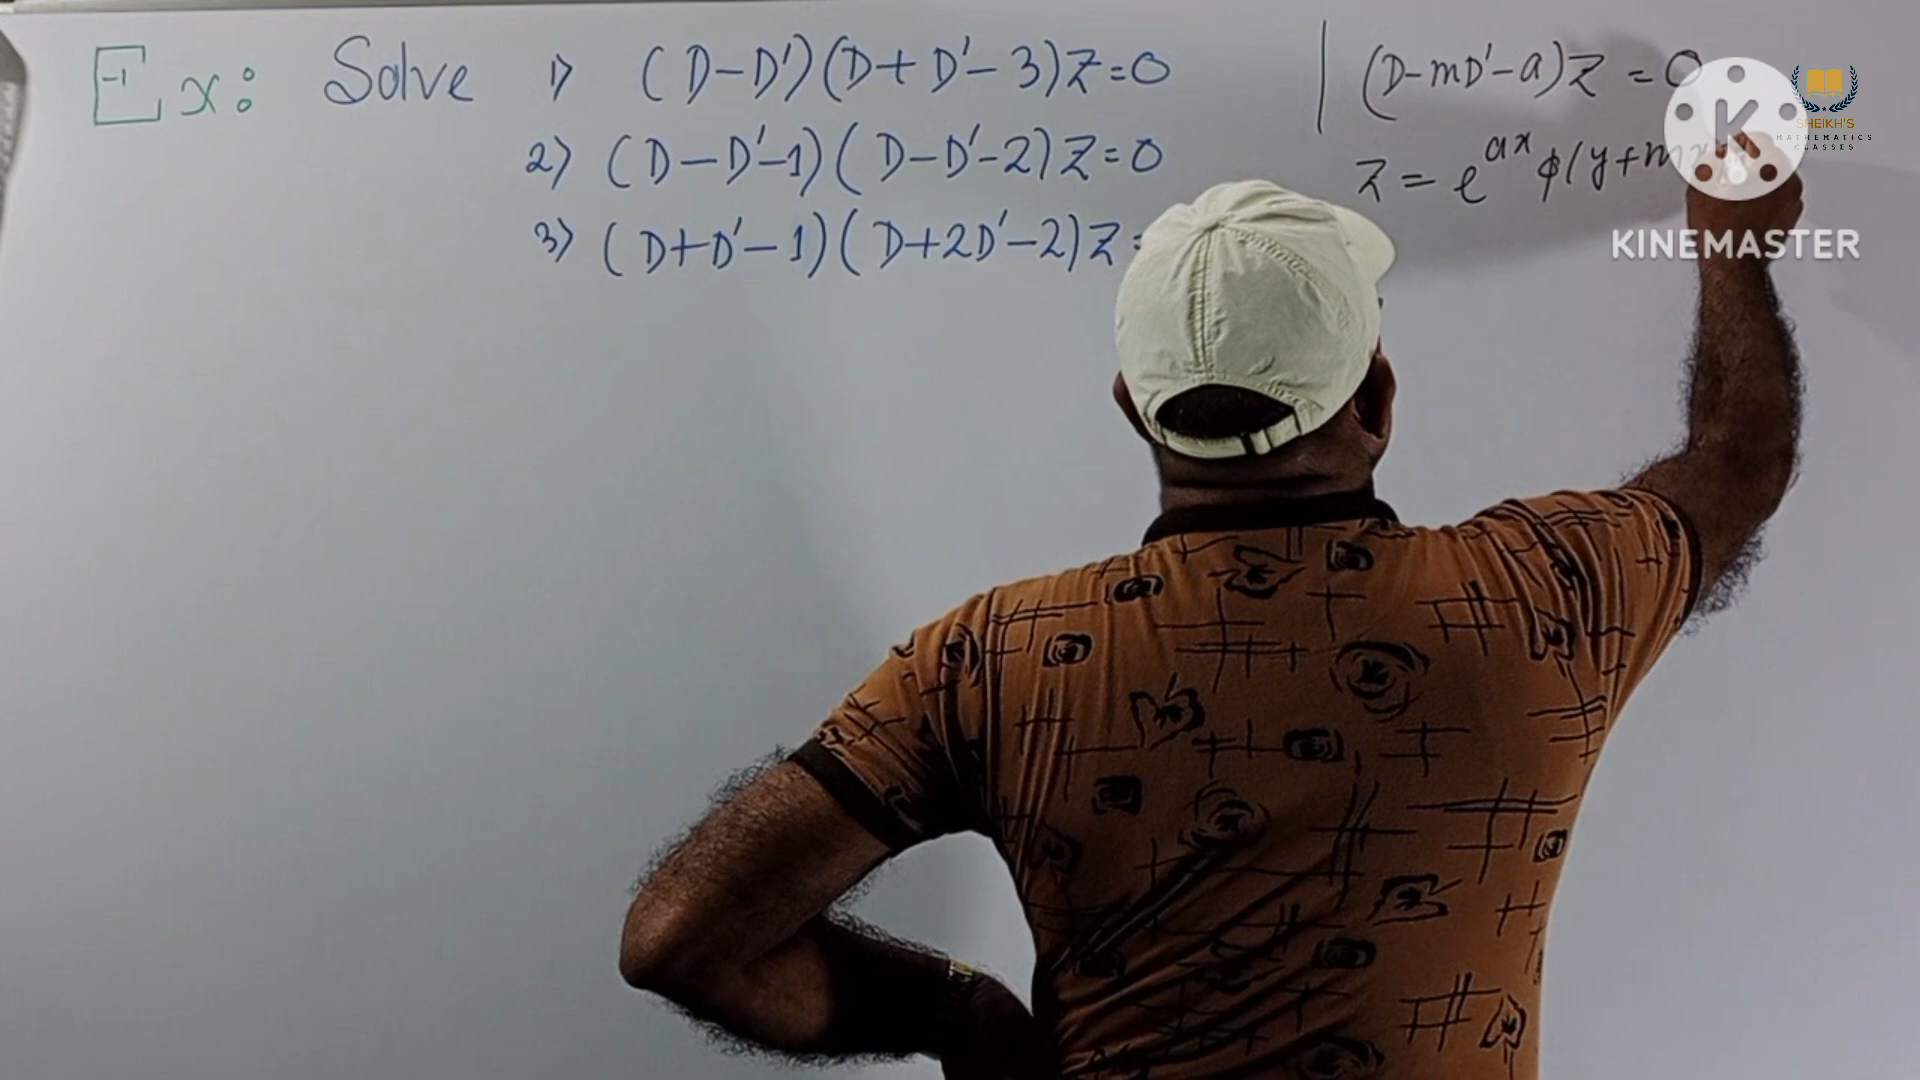 Ex: Solve 1) (D-D')(D+D'-3)Z=0
2) (D-D'-1)(D-D'-2)Z=0
3) (D+D'-1)(D+2D'-2)Z=
(D-mD'-a)Z=0
Z=e^{ax}φ(y+m
K
KINEMASTER
SHEIKH'S
MATHEMATICS
CLASSES